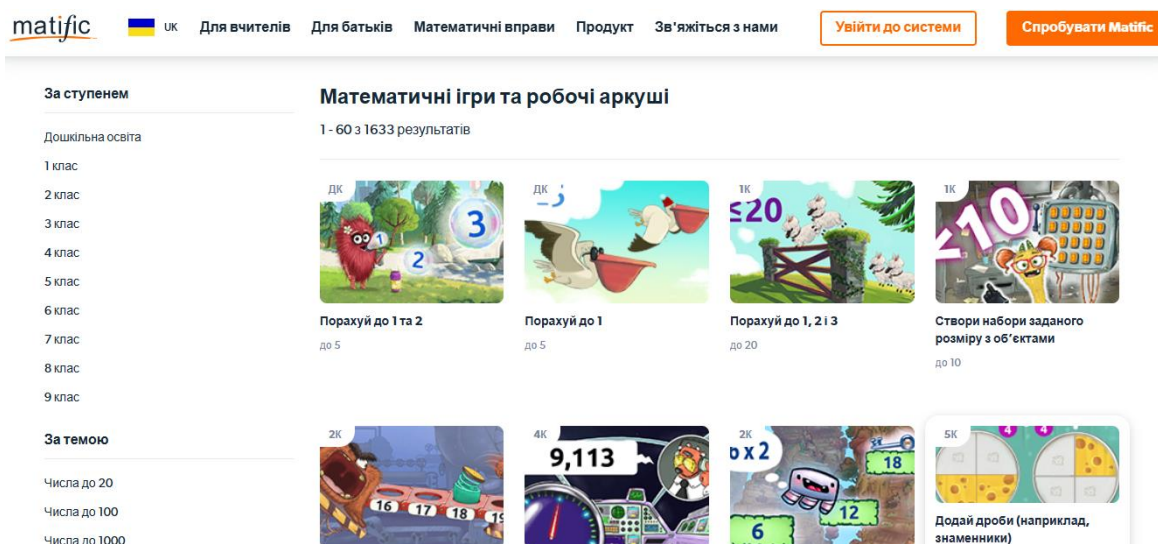 matific
UK
Для вчителів
Для батьків
Математичні вправи
Продукт
Зв'яжіться з нами
Увійти до системи
Спробувати Matific
За ступенем
Дошкільна освіта
1 клас
2 клас
3 клас
4 клас
5 клас
6 клас
7 клас
8 клас
9 клас
За темою
Числа до 20
Числа до 100
Числа до 1000
Математичні ігри та робочі аркуші
1 - 60 з 1633 результатів
ДК
1
2
3
Порахуй до 1 та 2
до 5
ДК
Порахуй до 1
до 5
1К
≤20
Порахуй до 1, 2 і 3
до 20
1К
≤10
Створи набори заданого
розміру з об’єктами
до 10
2К
16 17 18 19
4К
9,113
2К
x 2
18
12
6
5К
4 4
Додай дроби (наприклад,
знаменники)